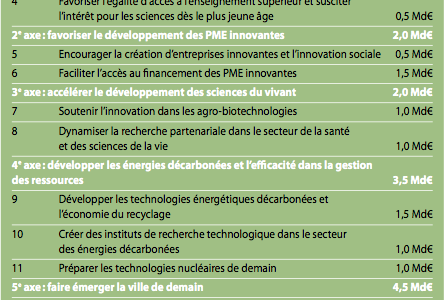 4 Favoriser l'égalité d'accès à l'enseignement supérieur et susciter
l'intérêt pour les sciences dès le plus jeune âge 0,5 Md€
2e axe : favoriser le développement des PME innovantes 2,0 Md€
5 Encourager la création d'entreprises innovantes et l'innovation sociale 0,5 Md€
6 Faciliter l'accès au financement des PME innovantes 1,5 Md€
3e axe : accélérer le développement des sciences du vivant 2,0 Md€
7 Soutenir l'innovation dans les agro-biotechnologies 1,0 Md€
8 Dynamiser la recherche partenariale dans le secteur de la santé
et des sciences de la vie 1,0 Md€
4e axe : développer les énergies décarbonées et l'efficacité dans la gestion
des ressources 3,5 Md€
9 Développer les technologies énergétiques décarbonées et
l'économie du recyclage 1,5 Md€
10 Créer des instituts de recherche technologique dans le secteur
des énergies décarbonées 1,0 Md€
11 Préparer les technologies nucléaires de demain 1,0 Md€
5e axe : faire émerger la ville de demain 4,5 Md€